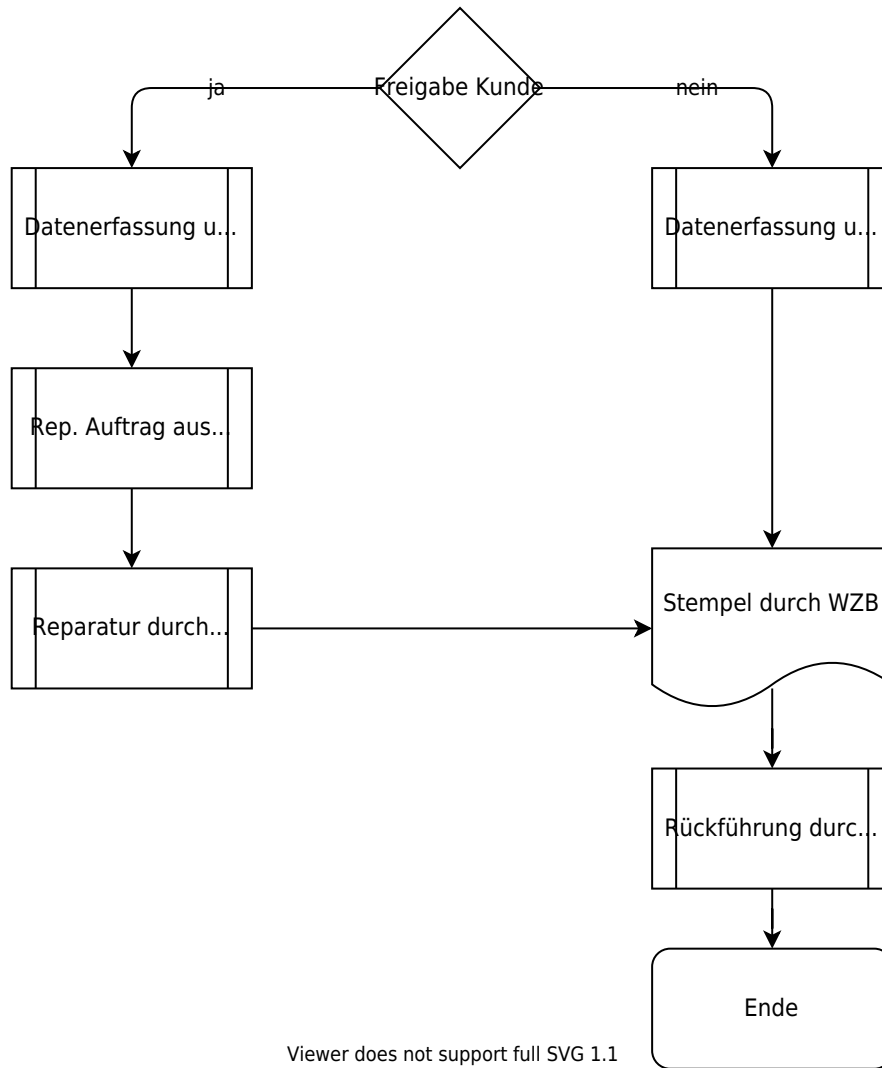 Freigabe Kunde
ja
nein
Datenerfassung u...
Datenerfassung u...
Rep. Auftrag aus...
Reparatur durch...
Stempel durch WZB
Rückführung durc...
Ende
Viewer does not support full SVG 1.1